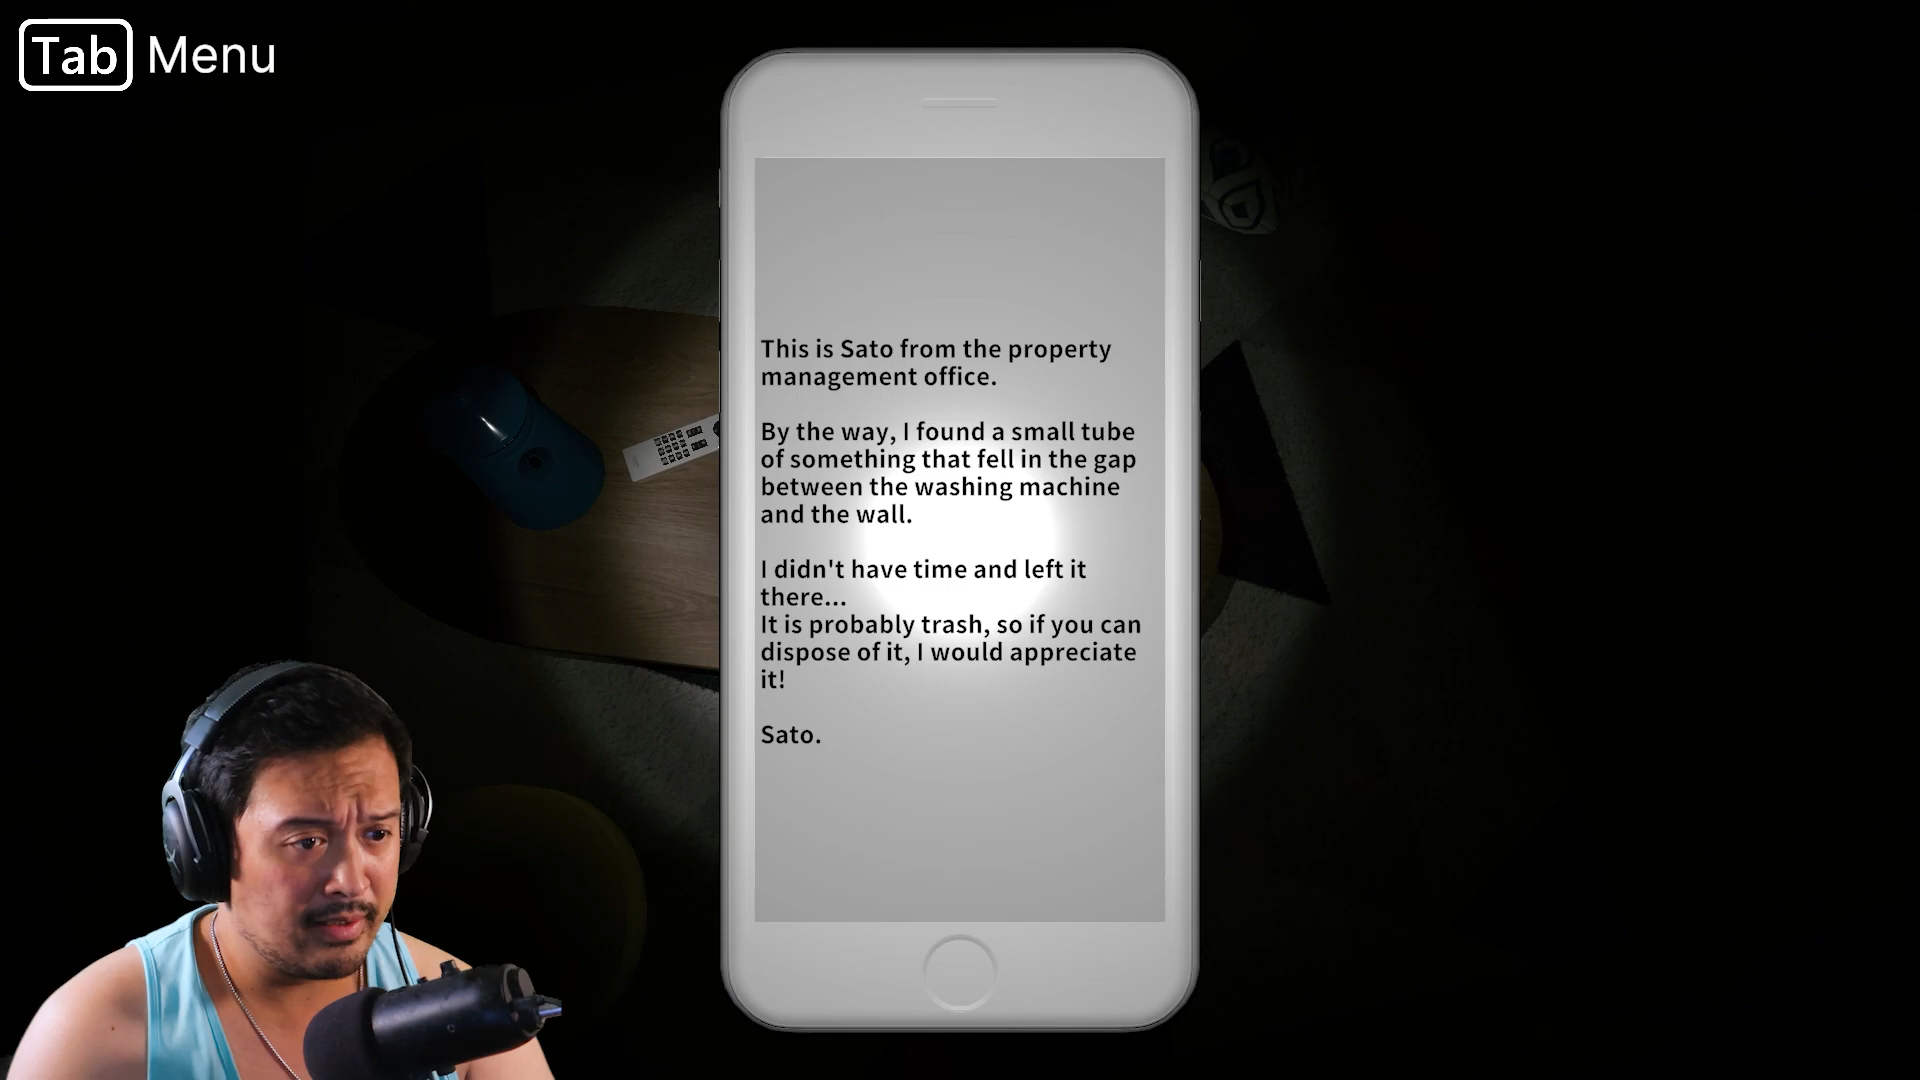 Tab Menu
This is Sato from the property
management office.
By the way, I found a small tube
of something that fell in the gap
between the washing machine
and the wall.
I didn't have time and left it
there...
It is probably trash, so if you can
dispose of it, I would appreciate
it!
Sato.